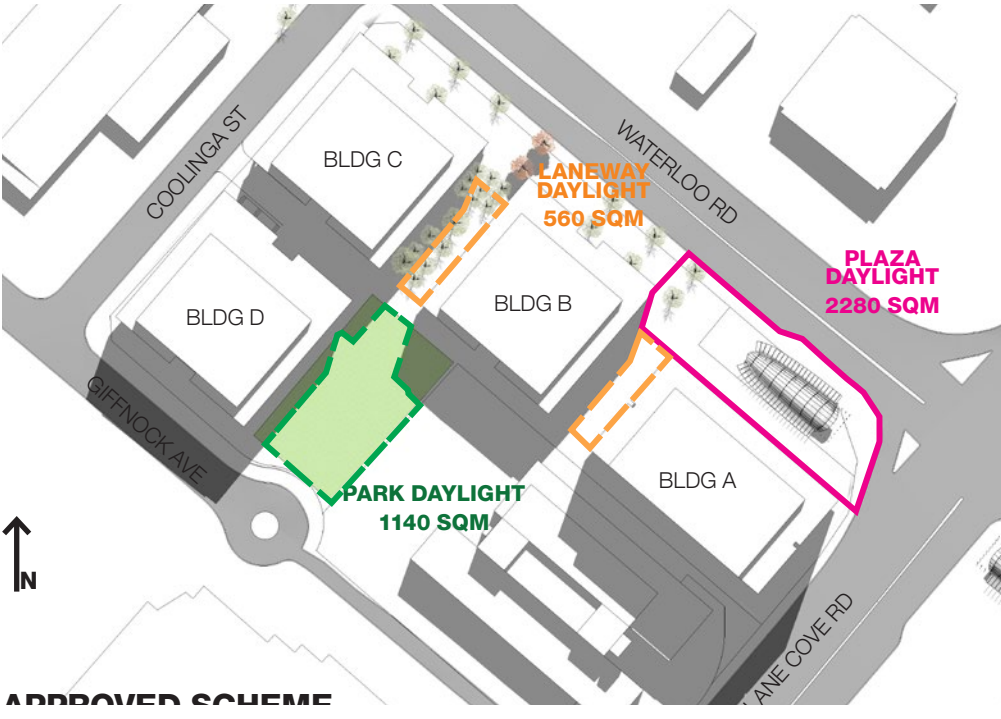 COOLINGA ST
BLDG C
WATERLOO RD
LANEWAY
DAYLIGHT
560 SQM
PLAZA
DAYLIGHT
2280 SQM
BLDG D
BLDG B
GIFFNOCK AVE
BLDG A
PARK DAYLIGHT
1140 SQM
N
LANE COVE RD
APPROVED SCHEME